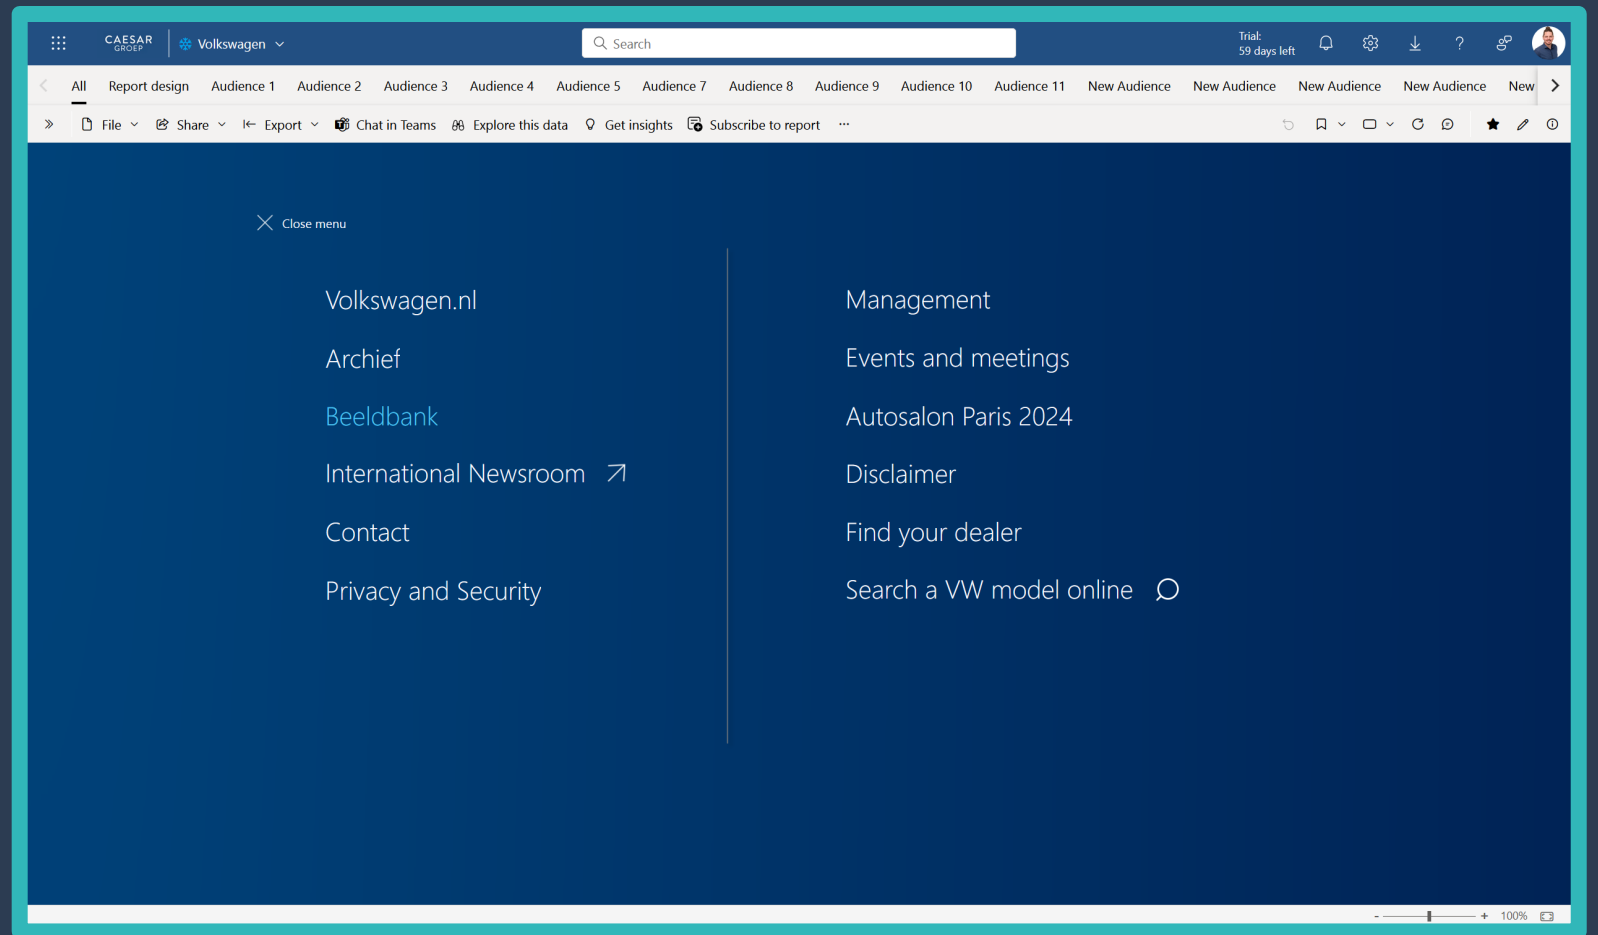 CAESAR
GROEP
Volkswagen
Search
Trial:
59 days left
All Report design Audience 1 Audience 2 Audience 3 Audience 4 Audience 5 Audience 6 Audience 7 Audience 8 Audience 9 Audience 10 Audience 11 New Audience New Audience New Audience New Audience New
File Share Export Chat in Teams Explore this data Get insights Subscribe to report ...
Close menu
Volkswagen.nl
Archief
Beeldbank
International Newsroom
Contact
Privacy and Security
Management
Events and meetings
Autosalon Paris 2024
Disclaimer
Find your dealer
Search a VW model online
- + 100%